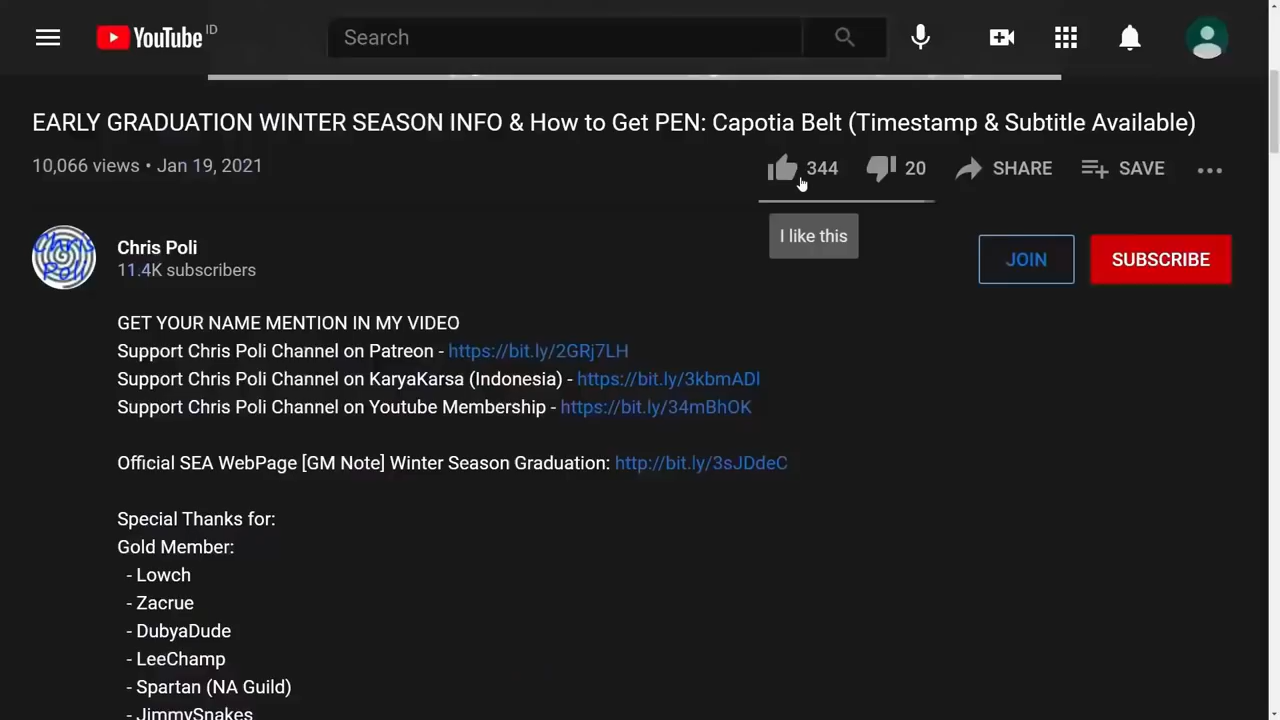 YouTube ID
Search
EARLY GRADUATION WINTER SEASON INFO & How to Get PEN: Capotia Belt (Timestamp & Subtitle Available)
10,066 views • Jan 19, 2021
344 20 SHARE SAVE
I like this
Chris Poli
Chris Poli
11.4K subscribers
JOIN SUBSCRIBE
GET YOUR NAME MENTION IN MY VIDEO
Support Chris Poli Channel on Patreon - https://bit.ly/2GRj7LH
Support Chris Poli Channel on KaryaKarsa (Indonesia) - https://bit.ly/3kbmADl
Support Chris Poli Channel on Youtube Membership - https://bit.ly/34mBhOK
Official SEA WebPage [GM Note] Winter Season Graduation: http://bit.ly/3sJDdeC
Special Thanks for:
Gold Member:
- Lowch
- Zacrue
- DubyaDude
- LeeChamp
- Spartan (NA Guild)
- JimmySnakes